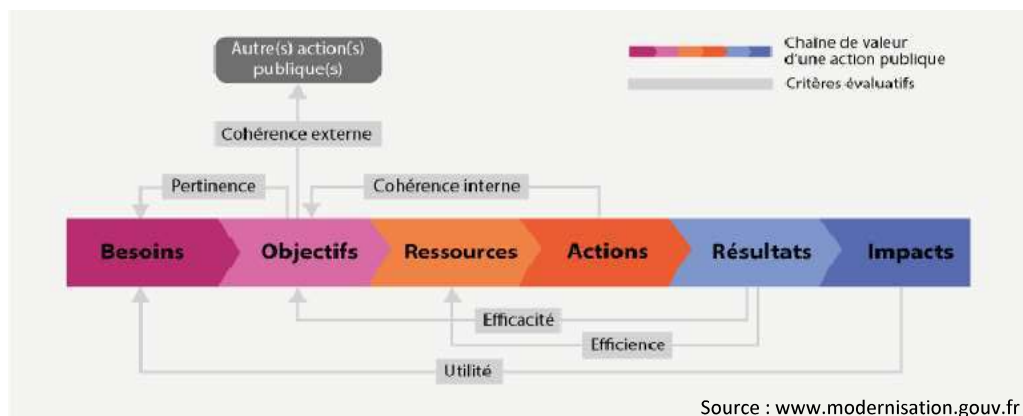 Autre(s) action(s)
publique(s)
Chaîne de valeur
d'une action publique
Critères évaluatifs
Cohérence externe
Pertinence
Cohérence interne
Besoins
Objectifs
Ressources
Actions
Résultats
Impacts
Efficacité
Efficience
Utilité
Source : www.modernisation.gouv.fr